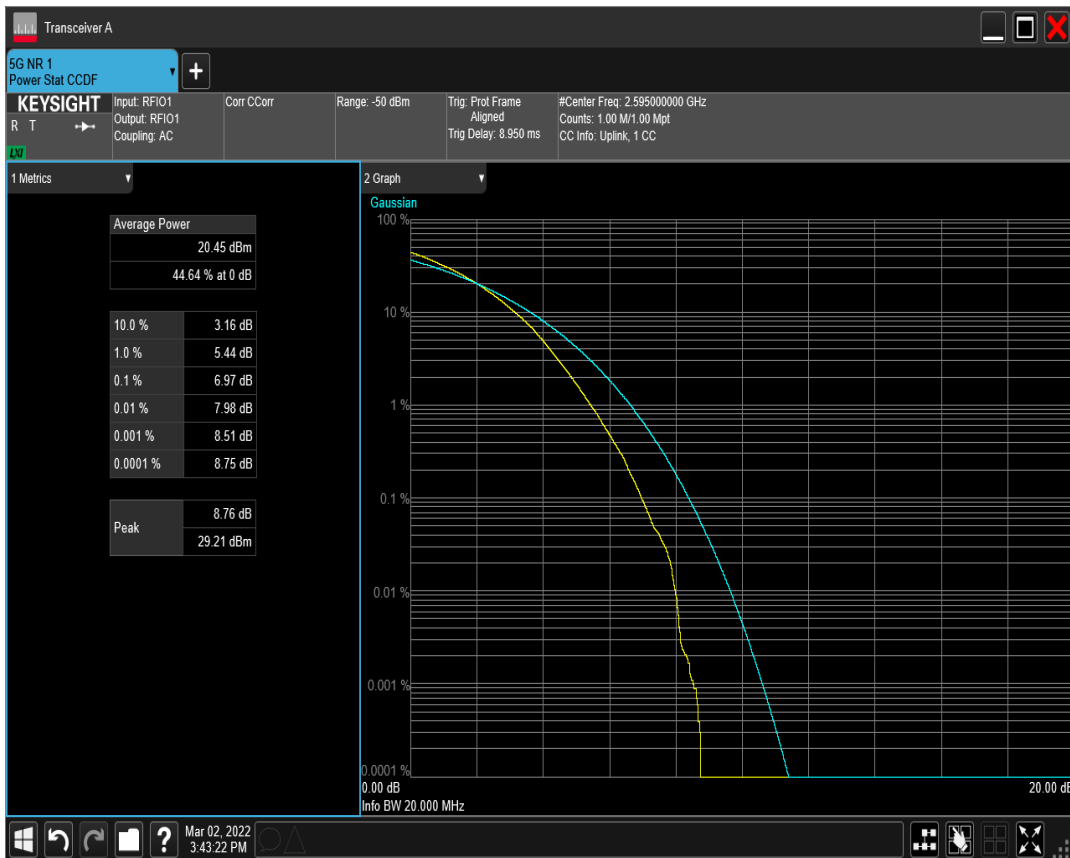 Transceiver A
5G NR 1
Power Stat CCDF
+
KEYSIGHT
R T
LXI
Input: RFIO1
Output: RFIO1
Coupling: AC
Corr CCorr
Range: -50 dBm
Trig: Prot Frame
Aligned
Trig Delay: 8.950 ms
#Center Freq: 2.595000000 GHz
Counts: 1.00 M/1.00 Mpt
CC Info: Uplink, 1 CC
1 Metrics
Average Power
20.45 dBm
44.64 % at 0 dB
10.0 % 3.16 dB
1.0 % 5.44 dB
0.1 % 6.97 dB
0.01 % 7.98 dB
0.001 % 8.51 dB
0.0001 % 8.75 dB
Peak
8.76 dB
29.21 dBm
2 Graph
Gaussian
100 %
10 %
1 %
0.1 %
0.01 %
0.001 %
0.0001 %
0.00 dB
20.00 dB
Info BW 20.000 MHz
?
Mar 02, 2022
3:43:22 PM